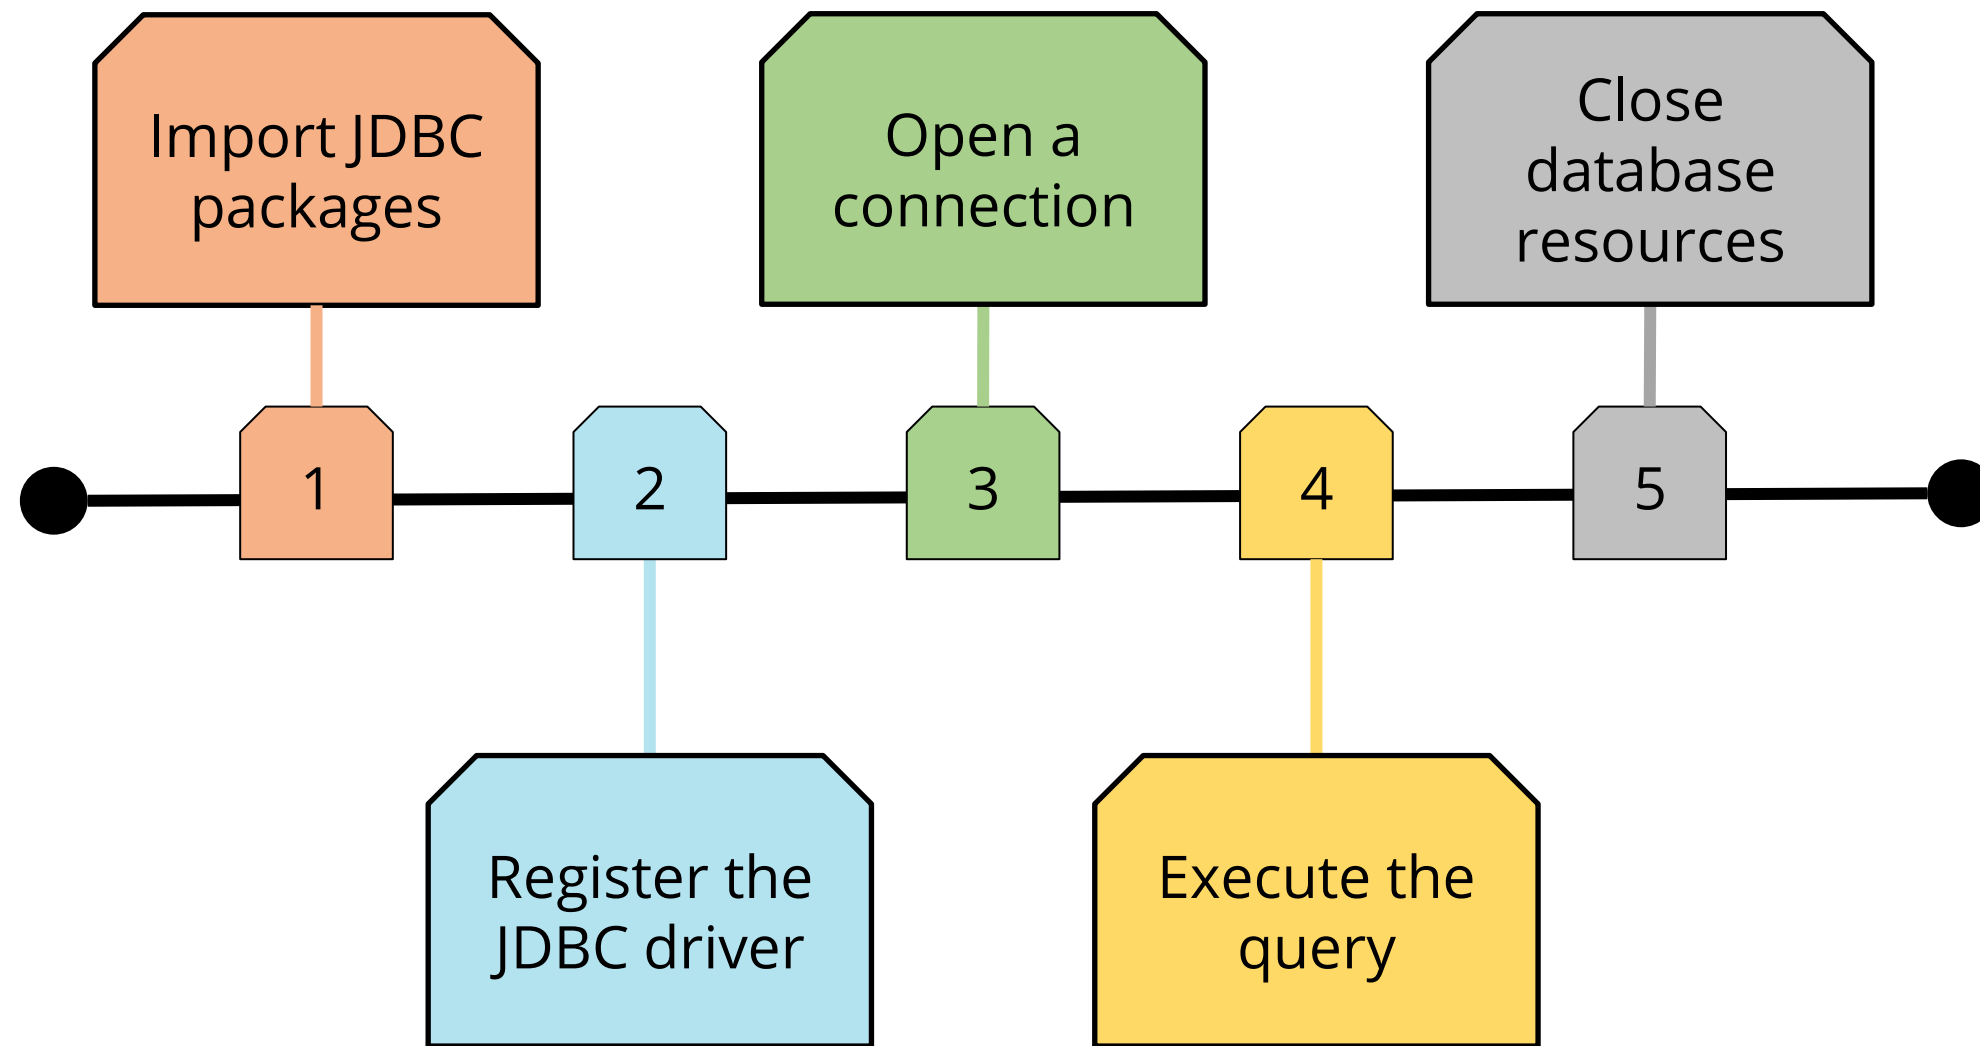 Import JDBC
packages
Open a
connection
Close
database
resources
1
2
3
4
5
Register the
JDBC driver
Execute the
query